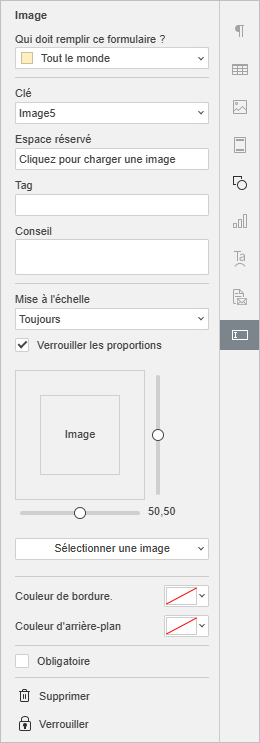 Image
Qui doit remplir ce formulaire ?
Tout le monde
Clé
Image5
Espace réservé
Cliquez pour charger une image
Tag
Conseil
Mise à l'échelle
Toujours
Verrouiller les proportions
Image
50,50
Sélectionner une image
Couleur de bordure.
Couleur d'arrière-plan
Obligatoire
Supprimer
Verrouiller
Ta